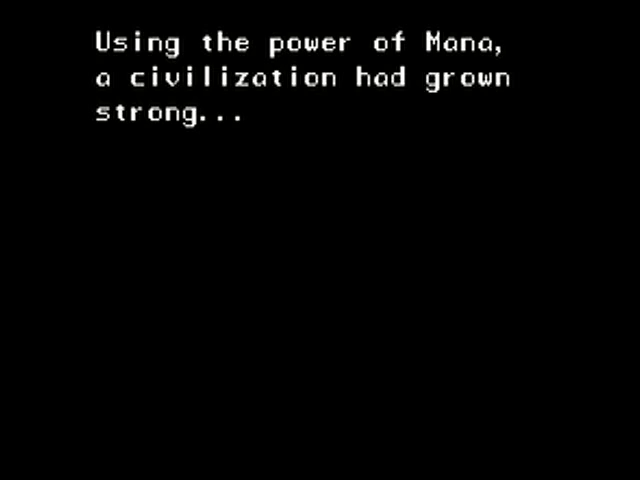 Using the power of Mana,
a civilization had grown
strong...